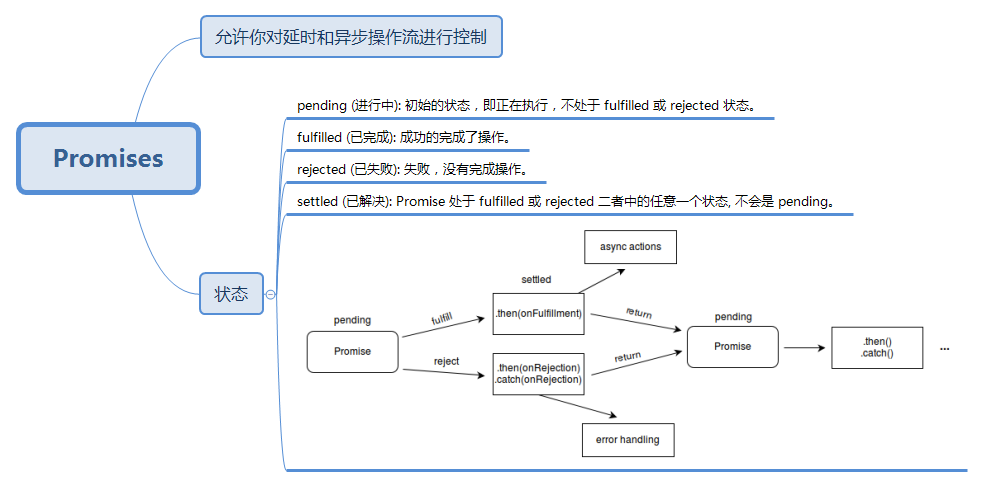 允许你对延时和异步操作流进行控制
Promises
pending (进行中): 初始的状态，即正在执行，不处于 fulfilled 或 rejected 状态。
fulfilled (已完成): 成功的完成了操作。
rejected (已失败): 失败，没有完成操作。
settled (已解决): Promise 处于 fulfilled 或 rejected 二者中的任意一个状态, 不会是 pending。
状态
async actions
settled
.then(onFulfillment)
fulfill
return
pending
Promise
reject
.then(onRejection)
.catch(onRejection)
return
pending
Promise
.then()
.catch()
...
error handling